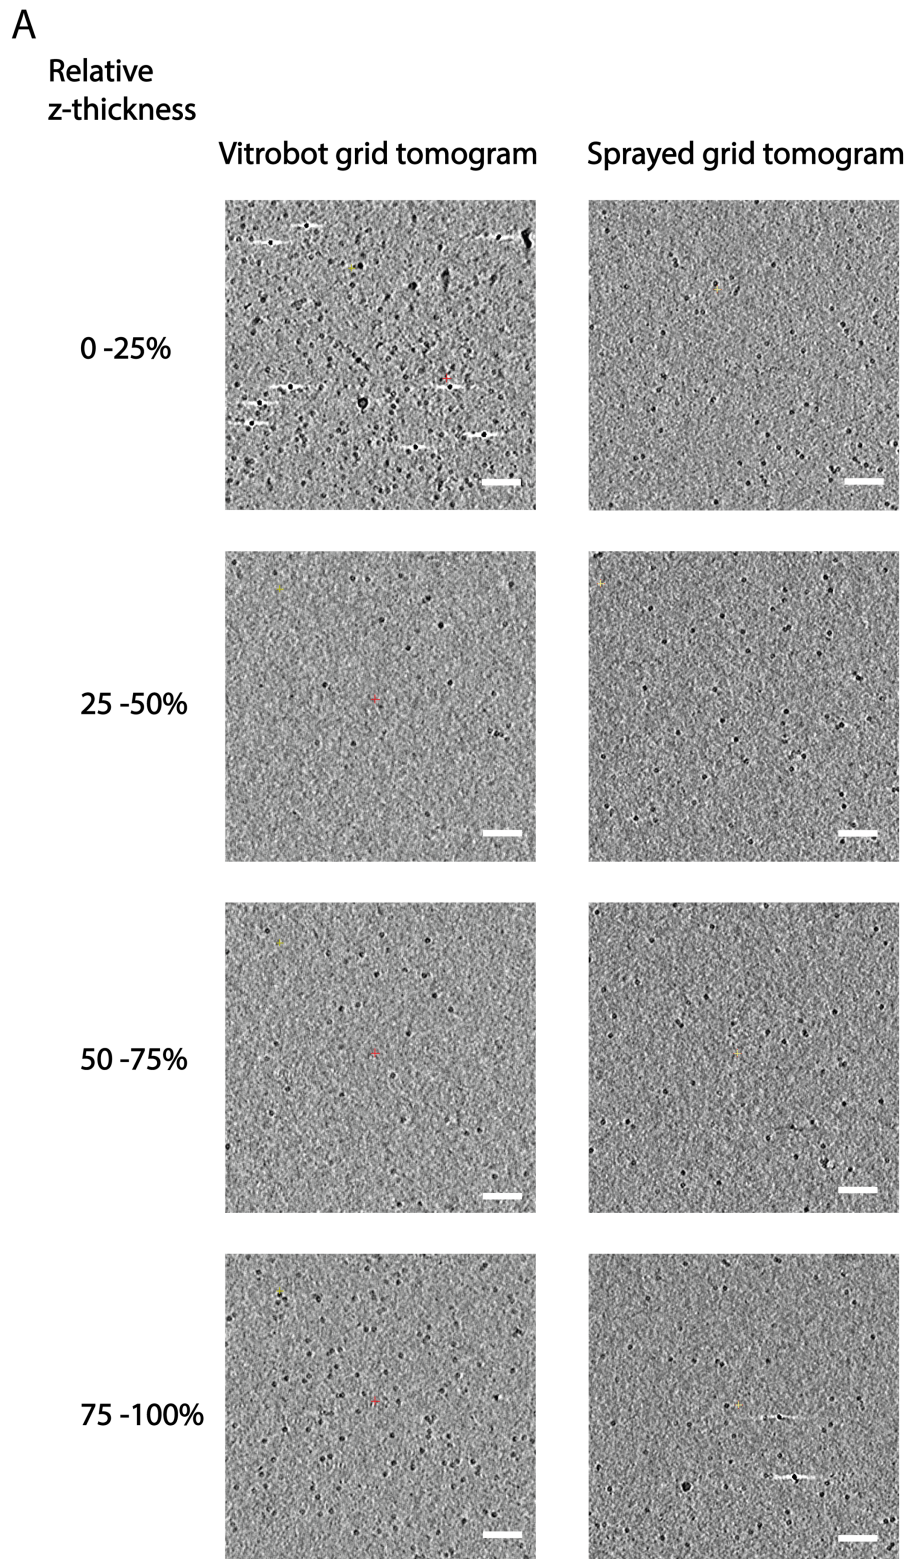 A
Relative
z-thickness
Vitrobot grid tomogram
Sprayed grid tomogram
0 -25%
25 -50%
50 -75%
75 -100%